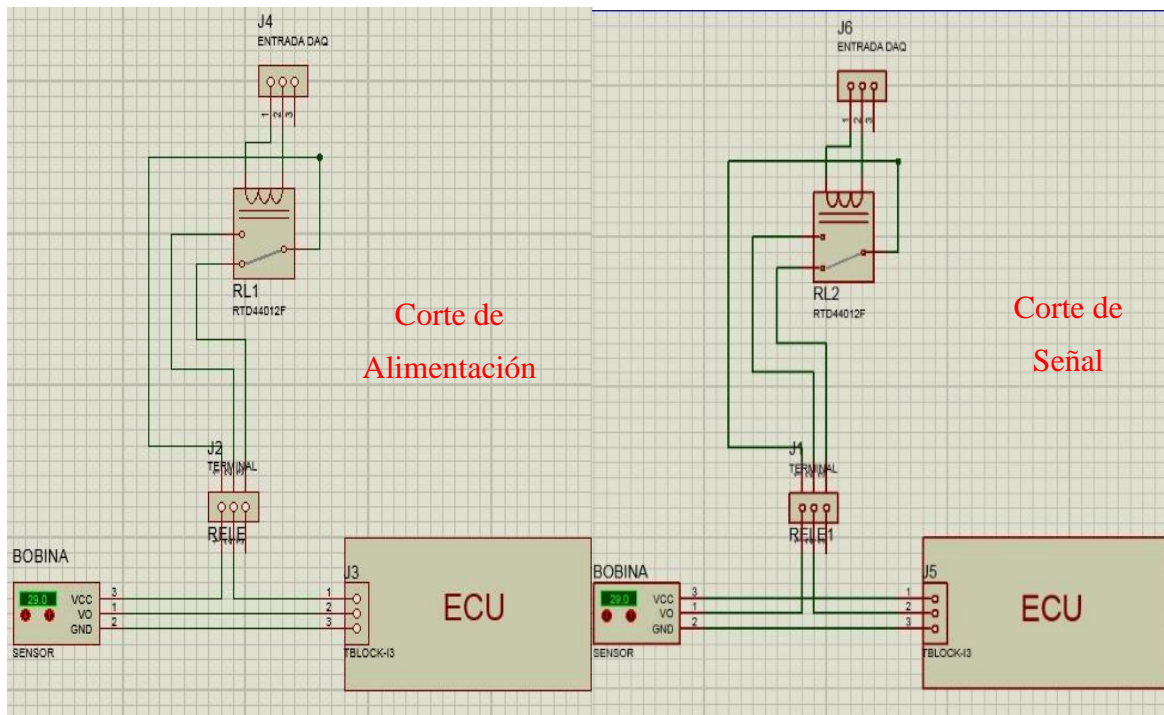 J4
ENTRADA DAQ
1 2 3
RL1
RTD44012F
Corte de
Alimentación
J2
TERMINAL
RELE
BOBINA
29.0
VCC 3
VO 1
GND 2
SENSOR
J3
1
2
3
ECU
TBLOCK-I3
J6
ENTRADA DAQ
1 2 3
RL2
RTD44012F
Corte de
Señal
J1
TERMINAL
RELE1
BOBINA
29.0
VCC 3
VO 1
GND 2
SENSOR
J5
1
2
3
ECU
TBLOCK-I3